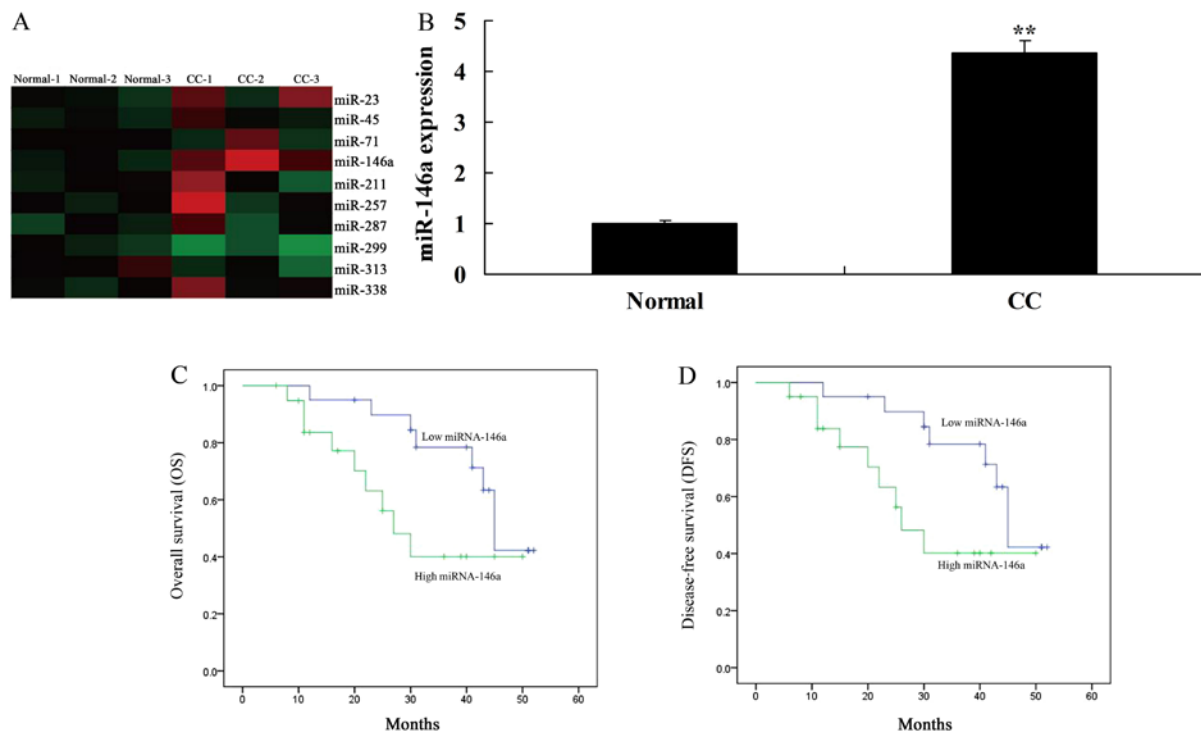 A
Normal-1 Normal-2 Normal-3 CC-1 CC-2 CC-3
miR-23
miR-45
miR-71
miR-146a
miR-211
miR-257
miR-287
miR-299
miR-313
miR-338
B
miR-146a expression
5
4
3
2
1
0
**
Normal
CC
C
Overall survival (OS)
1.0
0.8
0.6
0.4
0.2
0.0
Low miRNA-146a
High miRNA-146a
0 10 20 30 40 50 60
Months
D
Disease-free survival (DFS)
1.0
0.8
0.6
0.4
0.2
0.0
Low miRNA-146a
High miRNA-146a
0 10 20 30 40 50 60
Months